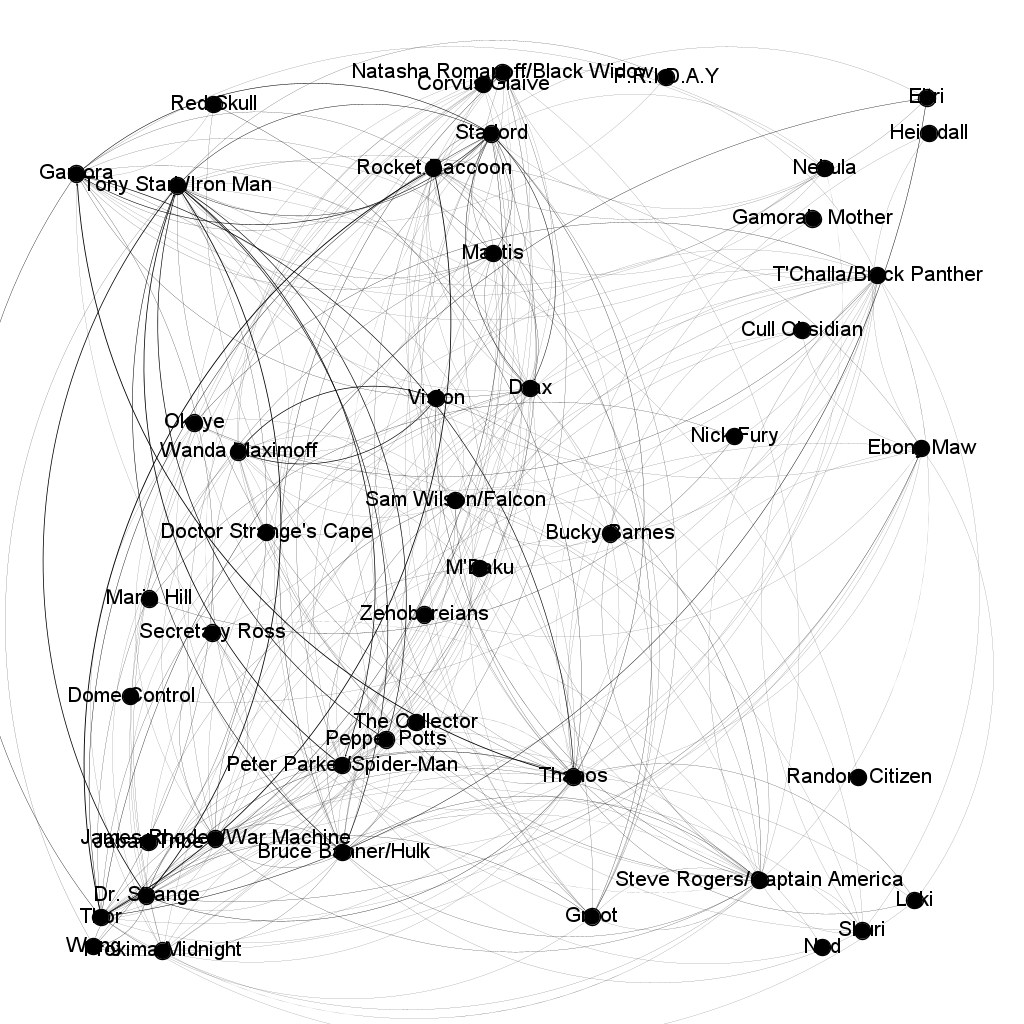 Natasha Romanoff/Black Widow
F.R.I.D.A.Y
Corvus Glaive
Red Skull
Eitri
Starlord
Heimdall
Rocket Raccoon
Nebula
Gamora
Tony Stark/Iron Man
Gamora's Mother
Mantis
T'Challa/Black Panther
Cull Obsidian
Drax
Vision
Okoye
Nick Fury
Wanda Maximoff
Ebony Maw
Sam Wilson/Falcon
Doctor Strange's Cape
Bucky Barnes
M'Baku
Maria Hill
Zehobereians
Secretary Ross
Dome Control
The Collector
Pepper Potts
Peter Parker/Spider-Man
Thanos
Random Citizen
James Rhodes/War Machine
Jabari Tribe
Bruce Banner/Hulk
Steve Rogers/Captain America
Dr. Strange
Loki
Thor
Groot
Shuri
Wong
Proxima Midnight
Ned